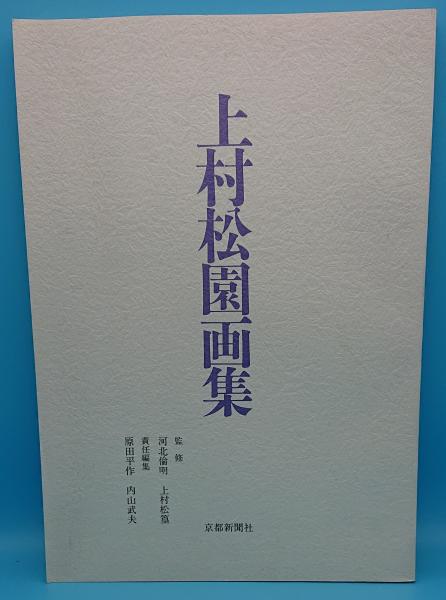 上村松園画集
監修
河北倫明 上村松篁
責任編集
原田平作 内山武夫
京都新聞社